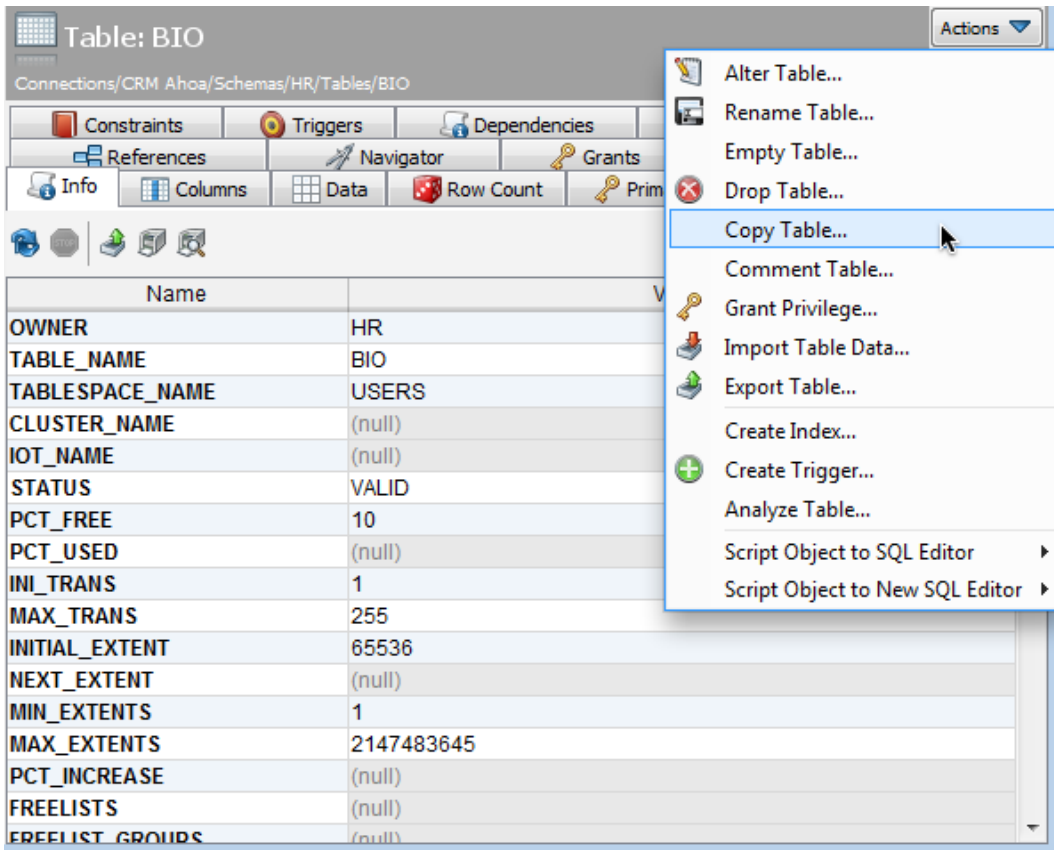 Table: BIO
Actions
Connections/CRM Ahoa/Schemas/HR/Tables/BIO
Constraints Triggers Dependencies
References Navigator Grants
Info Columns Data Row Count Prim
STOP
Name V
OWNER HR
TABLE_NAME BIO
TABLESPACE_NAME USERS
CLUSTER_NAME (null)
IOT_NAME (null)
STATUS VALID
PCT_FREE 10
PCT_USED (null)
INI_TRANS 1
MAX_TRANS 255
INITIAL_EXTENT 65536
NEXT_EXTENT (null)
MIN_EXTENTS 1
MAX_EXTENTS 2147483645
PCT_INCREASE (null)
FREELISTS (null)
FREELIST_GROUPS (null)
Alter Table...
Rename Table...
Empty Table...
Drop Table...
Copy Table...
Comment Table...
Grant Privilege...
Import Table Data...
Export Table...
Create Index...
Create Trigger...
Analyze Table...
Script Object to SQL Editor
Script Object to New SQL Editor